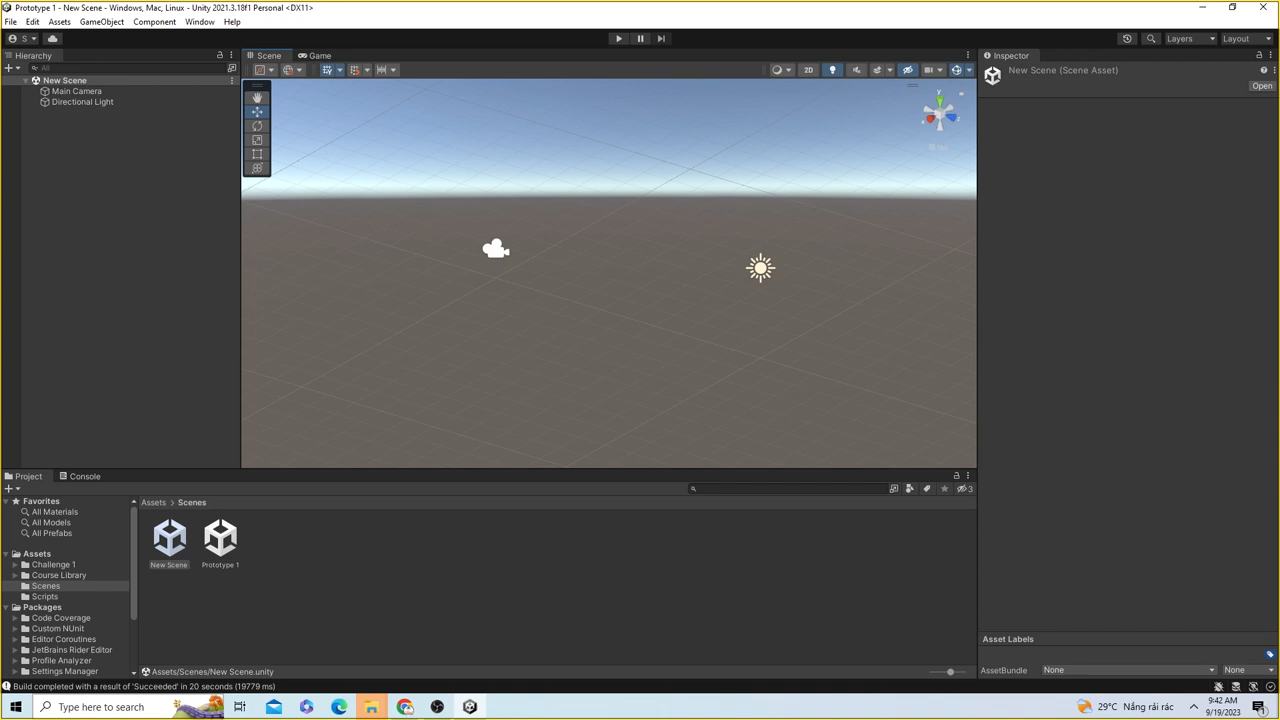 Prototype 1 - New Scene - Windows, Mac, Linux - Unity 2021.3.18f1 Personal <DX11>
File Edit Assets GameObject Component Window Help
S
Layers Layout
Hierarchy
All
New Scene
Main Camera
Directional Light
Scene Game
2D
y
x
z
Inspector
New Scene (Scene Asset)
Open
Project Console
3
Favorites
All Materials
All Models
All Prefabs
Assets
Challenge 1
Course Library
Scenes
Scripts
Packages
Code Coverage
Custom NUnit
Editor Coroutines
JetBrains Rider Editor
Profile Analyzer
Settings Manager
Assets > Scenes
New Scene Prototype 1
Assets/Scenes/New Scene.unity
Asset Labels
AssetBundle None None
Build completed with a result of 'Succeeded' in 20 seconds (19779 ms)
Type here to search
29°C Nắng rải rác
9:42 AM
9/19/2023
1